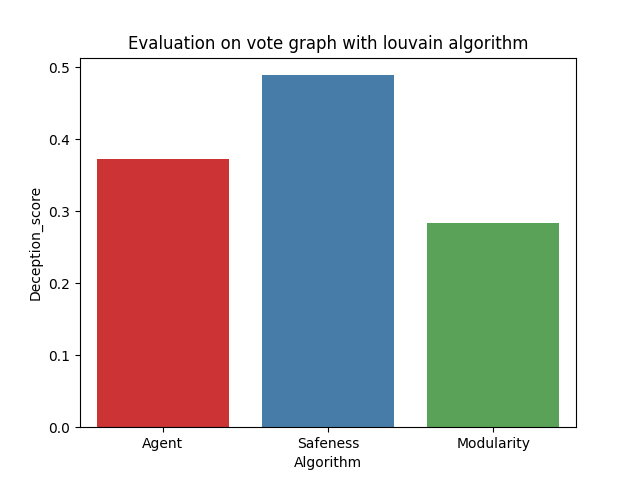 Evaluation on vote graph with louvain algorithm
0.5
0.4
0.3
0.2
0.1
0.0
Deception_score
Agent
Safeness
Modularity
Algorithm